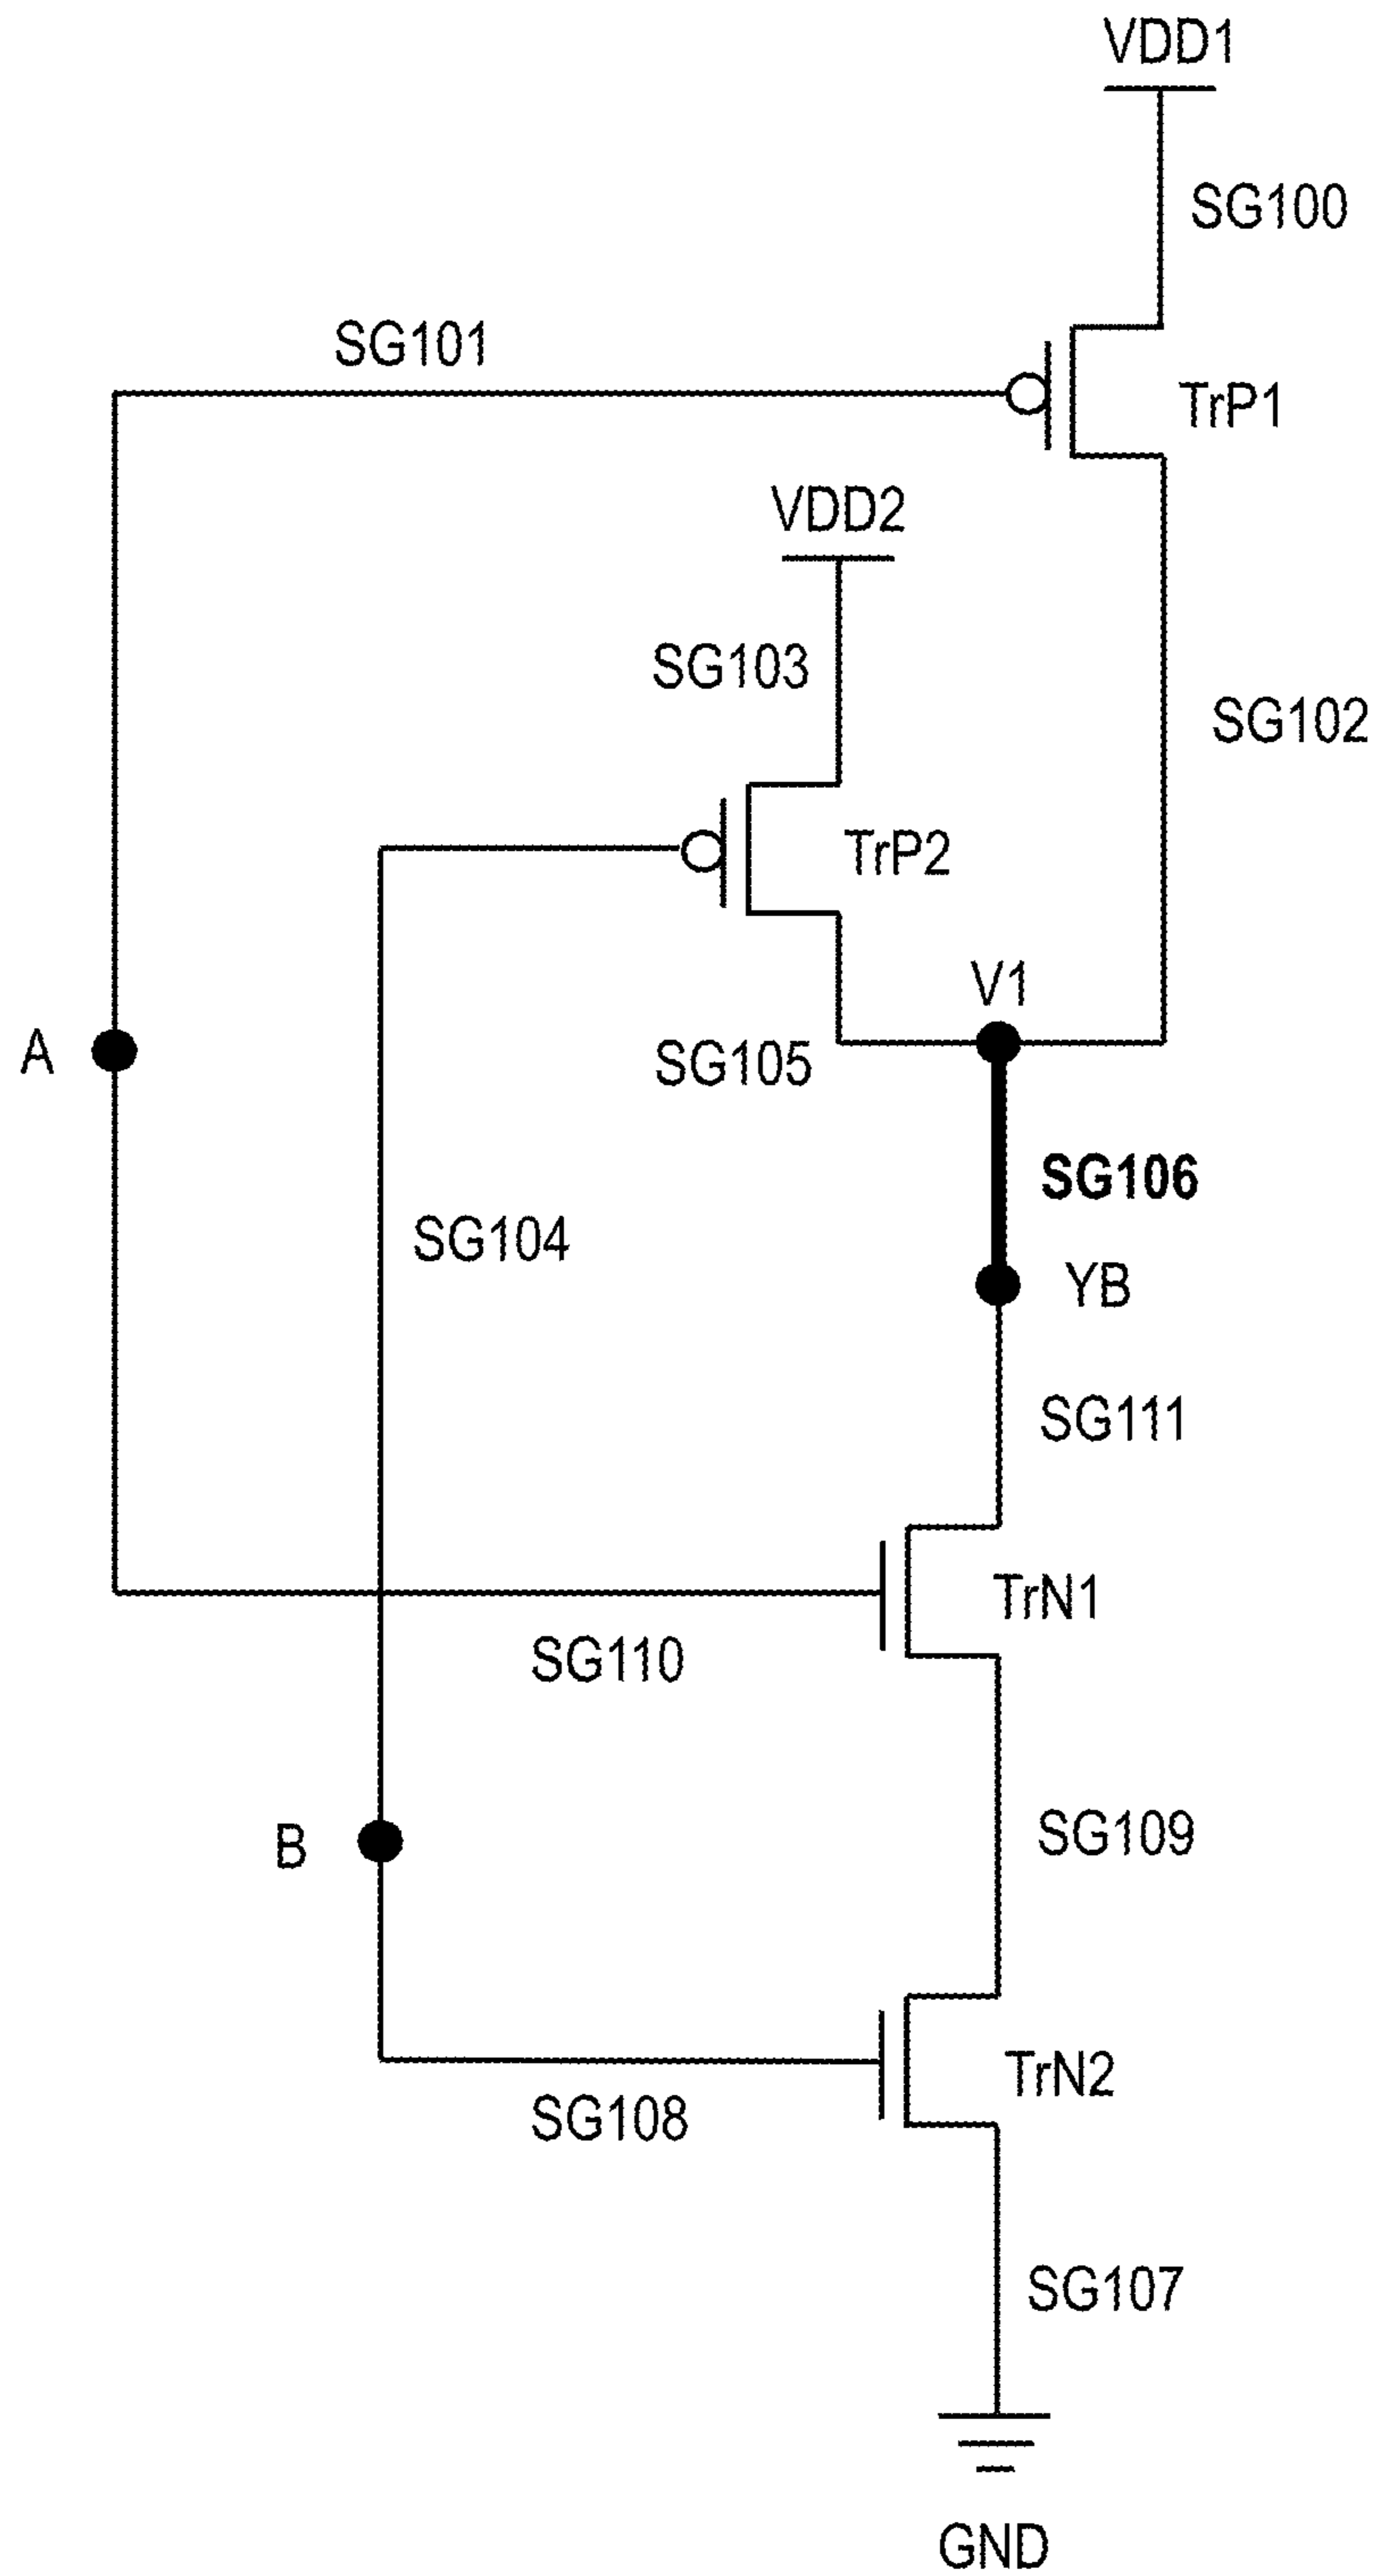 VDD1
SG100
SG101
TrP1
VDD2
SG103
SG102
TrP2
V1
A
SG105
SG106
SG104
YB
SG111
TrN1
SG110
SG109
B
TrN2
SG108
SG107
GND